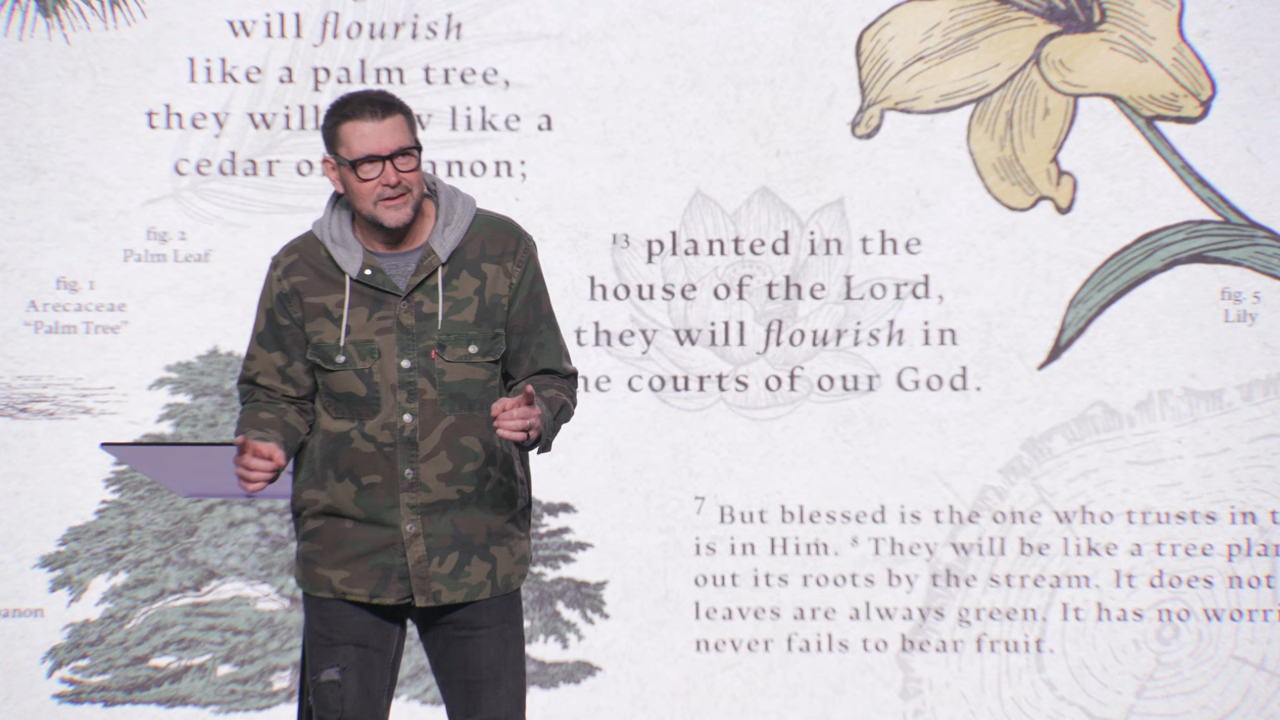 will flourish
like a palm tree,
they will like a
cedar of
fig. 2
Palm Leaf
fig. 1
Arecaceae
"Palm Tree"
13 planted in the
house of the Lord,
they will flourish in
courts of our God.
fig. 5
Lily
7 But blessed is the one who trusts in
is in Him. 8 They will be like a tree
out its roots by the stream. It does not
leaves are always green. It has no
never fails to bear fruit.